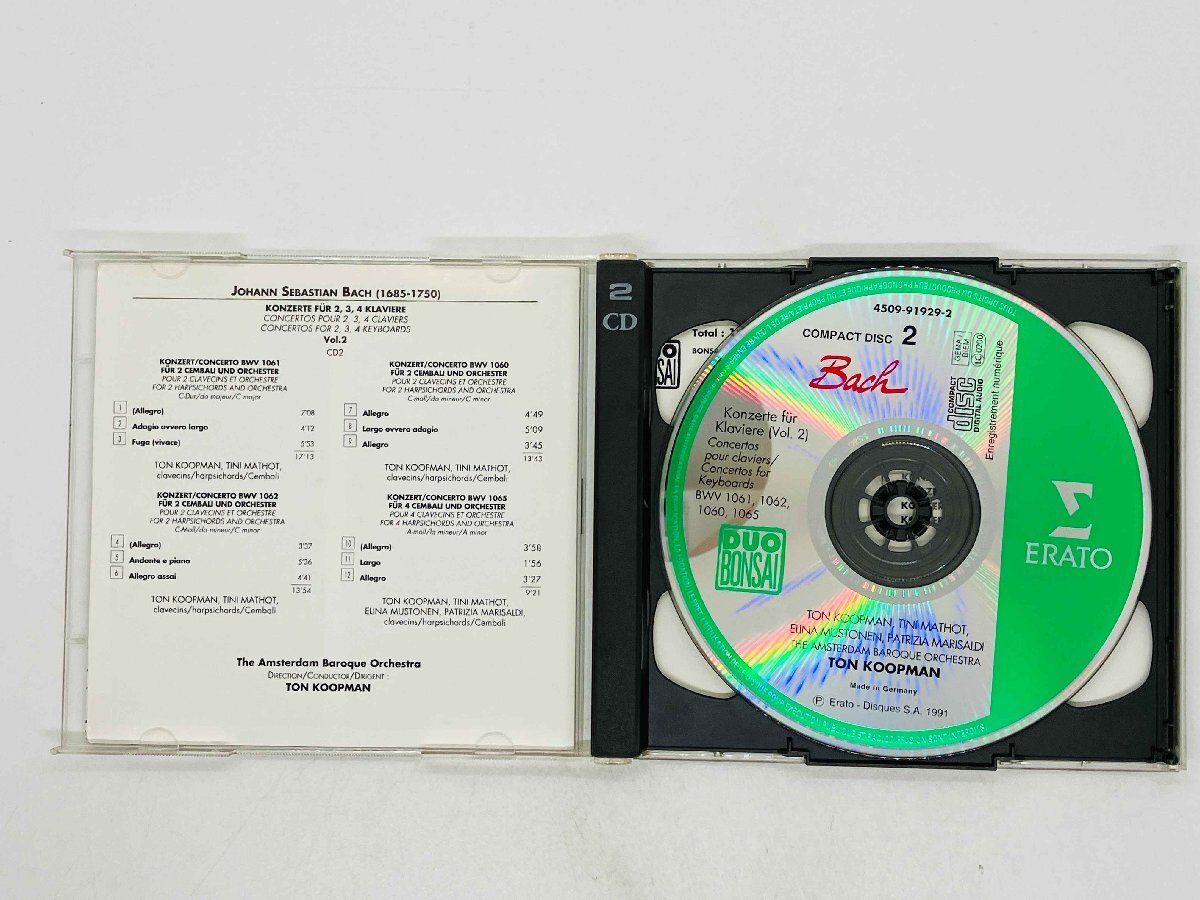 JOHANN SEBASTIAN BACH (1685-1750)
KONZERTE FÜR 2, 3, 4 KLAVIERE
CONCERTOS POUR 2, 3, 4 CLAVIERS
CONCERTOS FOR 2, 3, 4 KEYBOARDS
Vol.2
CD2
KONZERT/CONCERTO BWV 1061
FÜR 2 CEMBALI UND ORCHESTER
POUR 2 CLAVECINS ET ORCHESTRE
FOR 2 HARPSICHORDS AND ORCHESTRA
C-Dur/do majeur/C major
1 (Allegro) 7'08
2 Adagio ovvero largo 4'12
3 Fuga (vivace) 5'53
17'13
TON KOOPMAN, TINI MATHOT,
clavecins/harpsichords/Cembali
KONZERT/CONCERTO BWV 1062
FÜR 2 CEMBALI UND ORCHESTER
POUR 2 CLAVECINS ET ORCHESTRE
FOR 2 HARPSICHORDS AND ORCHESTRA
C-Moll/do mineur/C minor
4 (Allegro) 3'37
5 Andante e piano 5'36
6 Allegro assai 4'41
13'54
TON KOOPMAN, TINI MATHOT,
clavecins/harpsichords/Cembali
KONZERT/CONCERTO BWV 1060
FÜR 2 CEMBALI UND ORCHESTER
POUR 2 CLAVECINS ET ORCHESTRE
FOR 2 HARPSICHORDS AND ORCHESTRA
C-moll/do mineur/C minor
7 Allegro 4'49
8 Largo ovvero adagio 5'09
9 Allegro 3'45
13'43
TON KOOPMAN, TINI MATHOT,
clavecins/harpsichords/Cembali
KONZERT/CONCERTO BWV 1065
FÜR 4 CEMBALI UND ORCHESTER
POUR 4 CLAVECINS ET ORCHESTRE
FOR 4 HARPSICHORDS AND ORCHESTRA
A-moll/la mineur/A minor
10 (Allegro) 3'58
11 Largo 1'56
12 Allegro 3'27
9'21
TON KOOPMAN, TINI MATHOT,
ELINA MUSTONEN, PATRIZIA MARISALDI,
clavecins/harpsichords/Cembali
The Amsterdam Baroque Orchestra
DIRECTION/CONDUCTOR/DIRIGENT :
TON KOOPMAN
2
CD
Total :
DUO
4509-91929-2
COMPACT DISC 2
GEMA
BIEM
COMPACT
disc
DIGITAL AUDIO
Enregistrement numérique
Bach
Konzerte für
Klaviere (Vol. 2)
Concertos
pour claviers/
Concertos for
Keyboards
BWV 1061, 1062,
1060, 1065
DUO
BONSAI
ERATO
TON KOOPMAN, TINI MATHOT,
ELINA MUSTONEN, PATRIZIA MARISALDI
THE AMSTERDAM BAROQUE ORCHESTRA
TON KOOPMAN
Made in Germany
Ⓟ Erato - Disques S.A. 1991